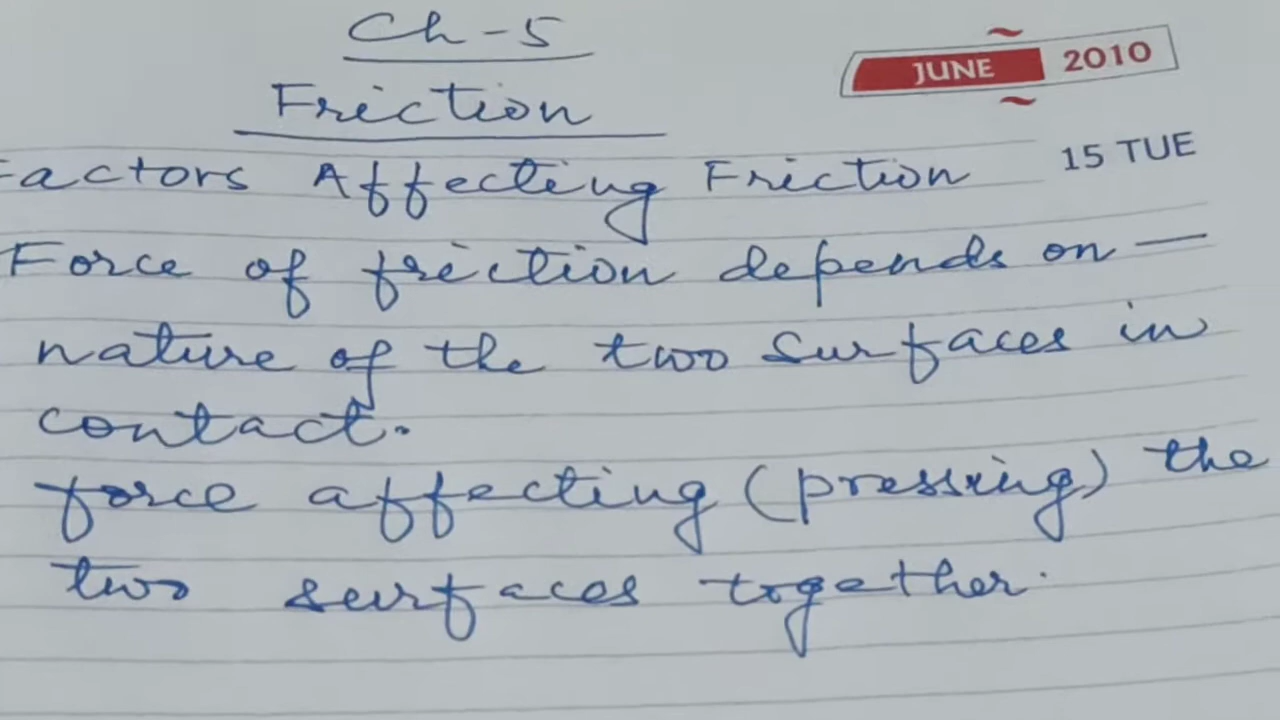 Ch-5
JUNE 2010
Friction
15 TUE
Factors Affecting Friction
Force of friction depends on —
nature of the two surfaces in
contact.
force affecting (pressing) the
two surfaces together.